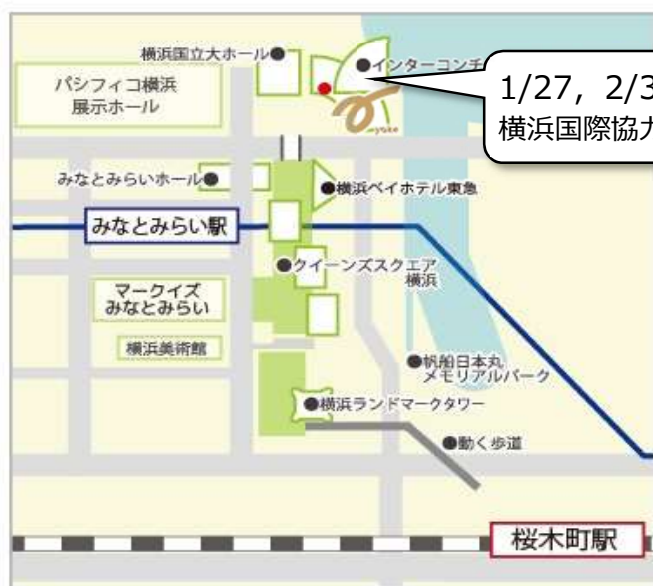 横浜国立大ホール
インターコンチ
1/27, 2/3
横浜国際協力
パシフィコ横浜
展示ホール
yoke
みなとみらいホール
横浜ベイホテル東急
みなとみらい駅
クイーンズスクエア
横浜
マークイズ
みなとみらい
横浜美術館
帆船日本丸
メモリアルパーク
横浜ランドマークタワー
動く歩道
桜木町駅